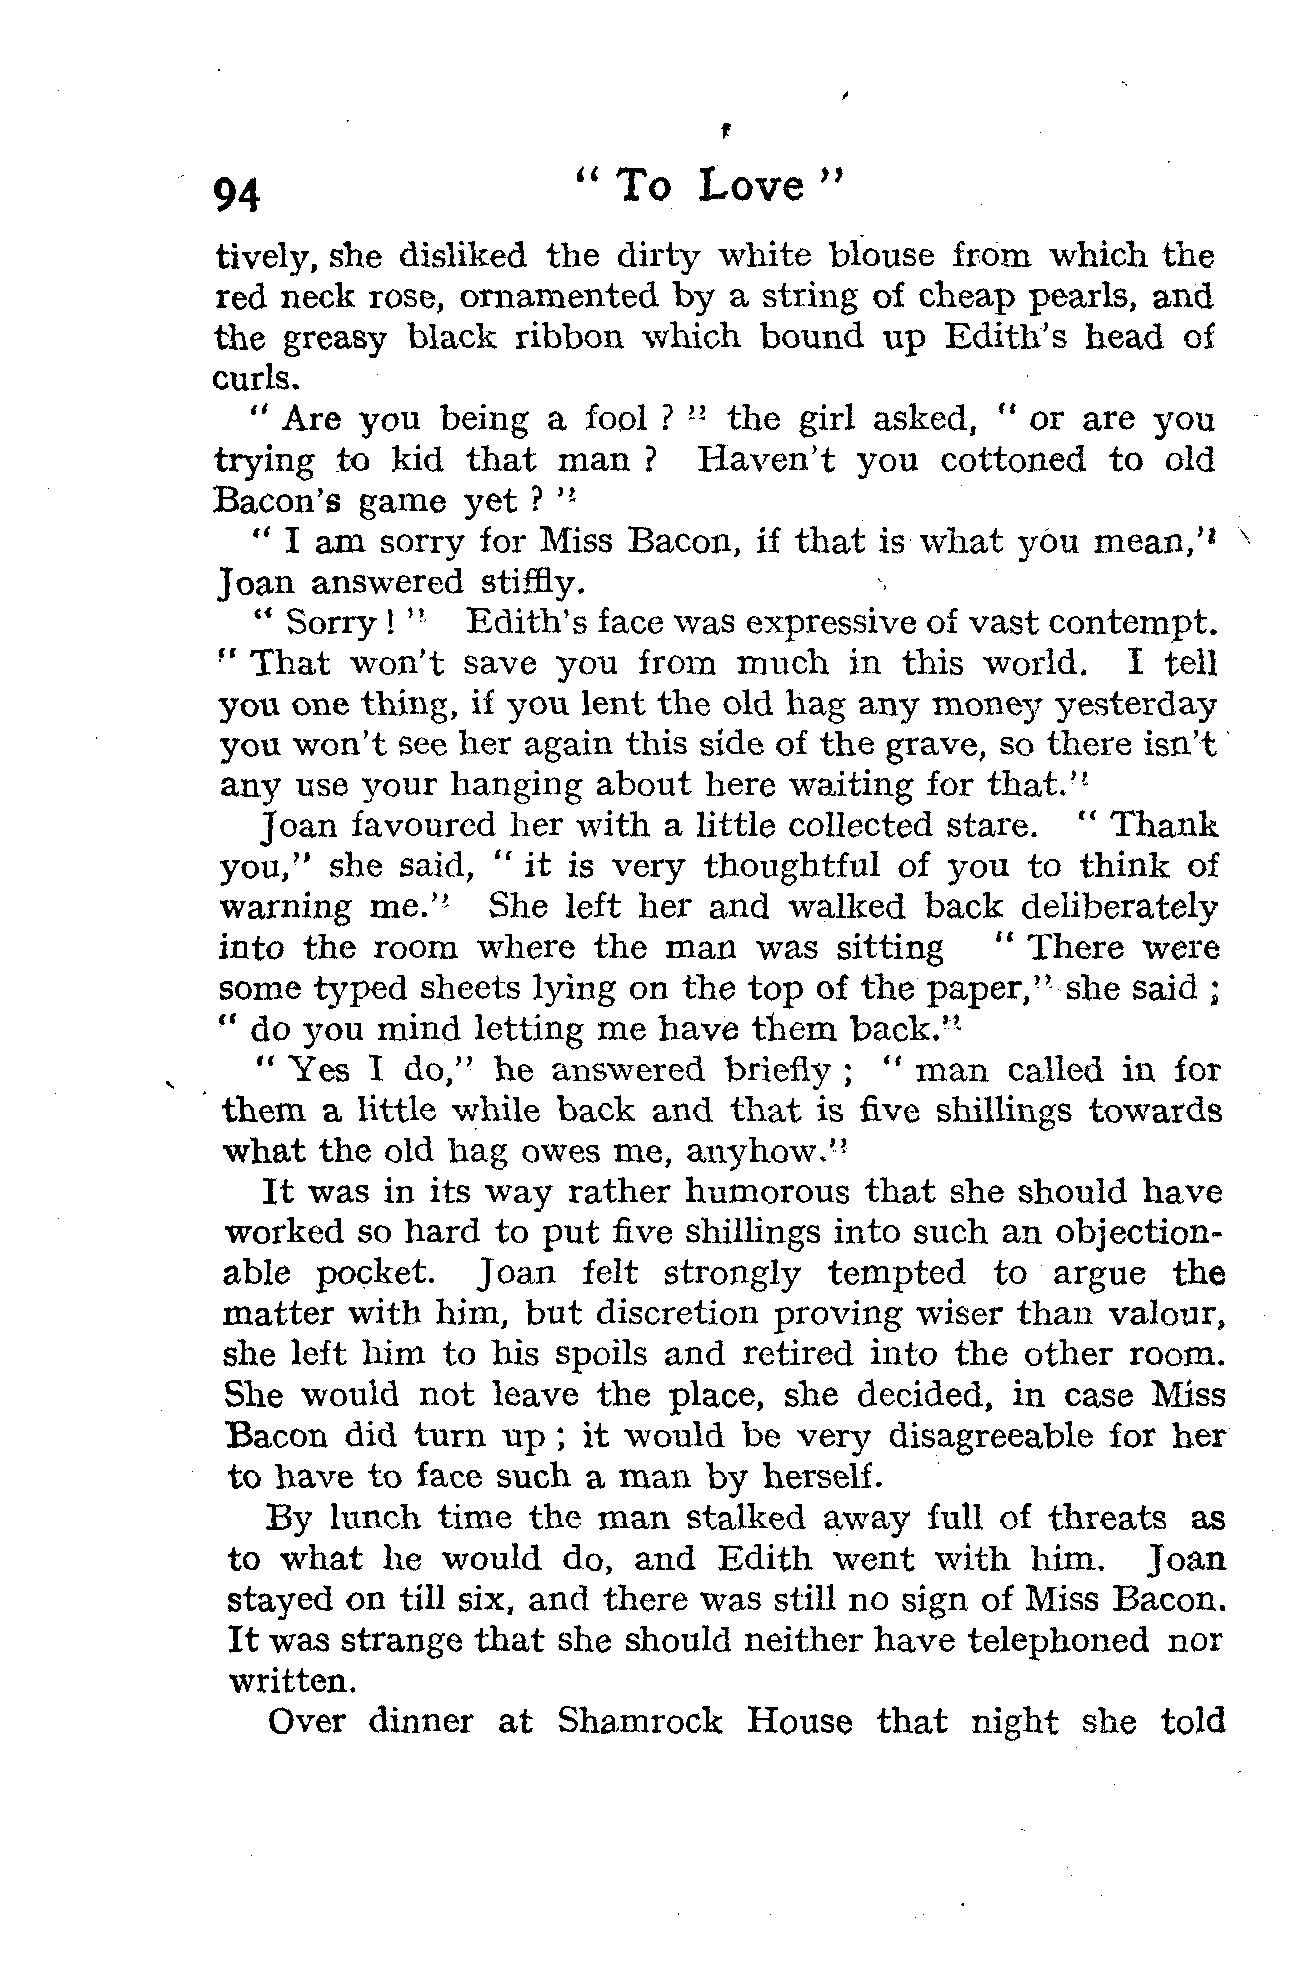 94 " To Love "
tively, she disliked the dirty white blouse from which the
red neck rose, ornamented by a string of cheap pearls, and
the greasy black ribbon which bound up Edith's head of
curls.
" Are you being a fool ? " the girl asked, " or are you
trying to kid that man ? Haven't you cottoned to old
Bacon's game yet ? "
" I am sorry for Miss Bacon, if that is what you mean,"
Joan answered stiffly.
" Sorry ! " Edith's face was expressive of vast contempt.
" That won't save you from much in this world. I tell
you one thing, if you lent the old hag any money yesterday
you won't see her again this side of the grave, so there isn't
any use your hanging about here waiting for that."
Joan favoured her with a little collected stare. " Thank
you," she said, " it is very thoughtful of you to think of
warning me." She left her and walked back deliberately
into the room where the man was sitting " There were
some typed sheets lying on the top of the paper," she said ;
" do you mind letting me have them back."
" Yes I do," he answered briefly ; " man called in for
them a little while back and that is five shillings towards
what the old hag owes me, anyhow."
It was in its way rather humorous that she should have
worked so hard to put five shillings into such an objection-
able pocket. Joan felt strongly tempted to argue the
matter with him, but discretion proving wiser than valour,
she left him to his spoils and retired into the other room.
She would not leave the place, she decided, in case Miss
Bacon did turn up ; it would be very disagreeable for her
to have to face such a man by herself.
By lunch time the man stalked away full of threats as
to what he would do, and Edith went with him. Joan
stayed on till six, and there was still no sign of Miss Bacon.
It was strange that she should neither have telephoned nor
written.
Over dinner at Shamrock House that night she told